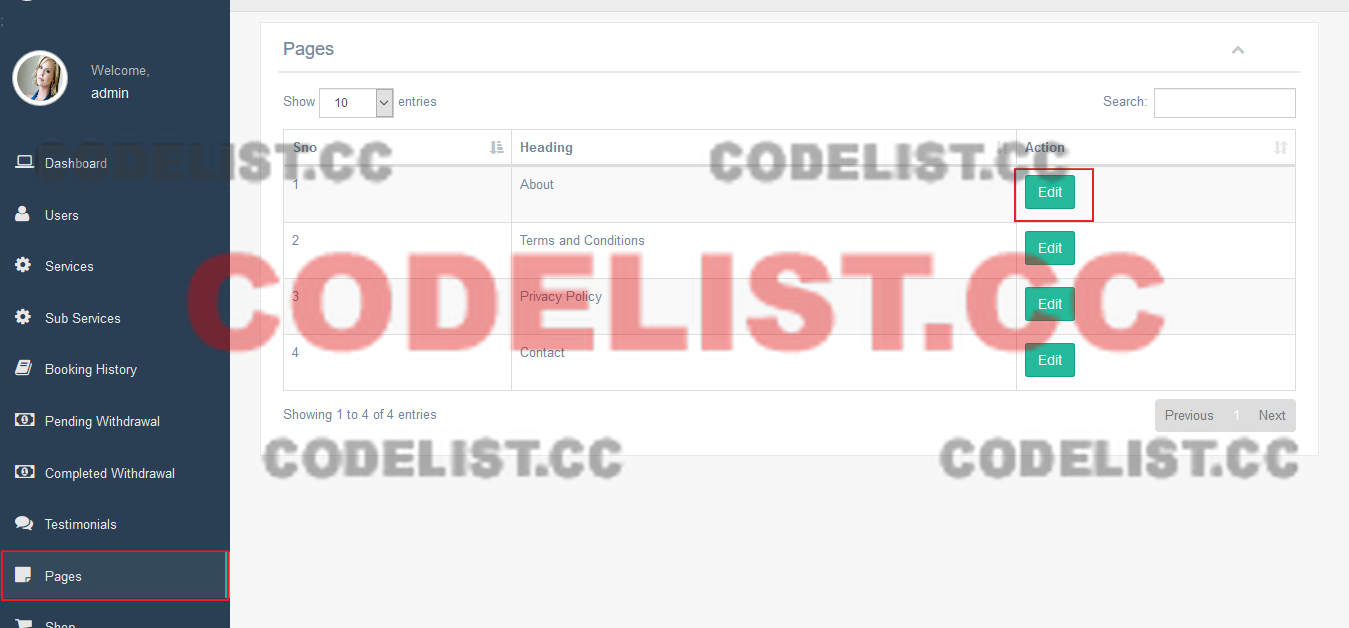 ;
Welcome,
admin
Dashboard
Users
Services
Sub Services
Booking History
Pending Withdrawal
Completed Withdrawal
Testimonials
Pages
Shop
Pages
Show 10 entries
Search:
Sno Heading Action
1 About Edit
2 Terms and Conditions Edit
3 Privacy Policy Edit
4 Contact Edit
Showing 1 to 4 of 4 entries
Previous 1 Next
CODELIST.CC
CODELIST.CC
CODELIST.CC
CODELIST.CC
CODELIST.CC